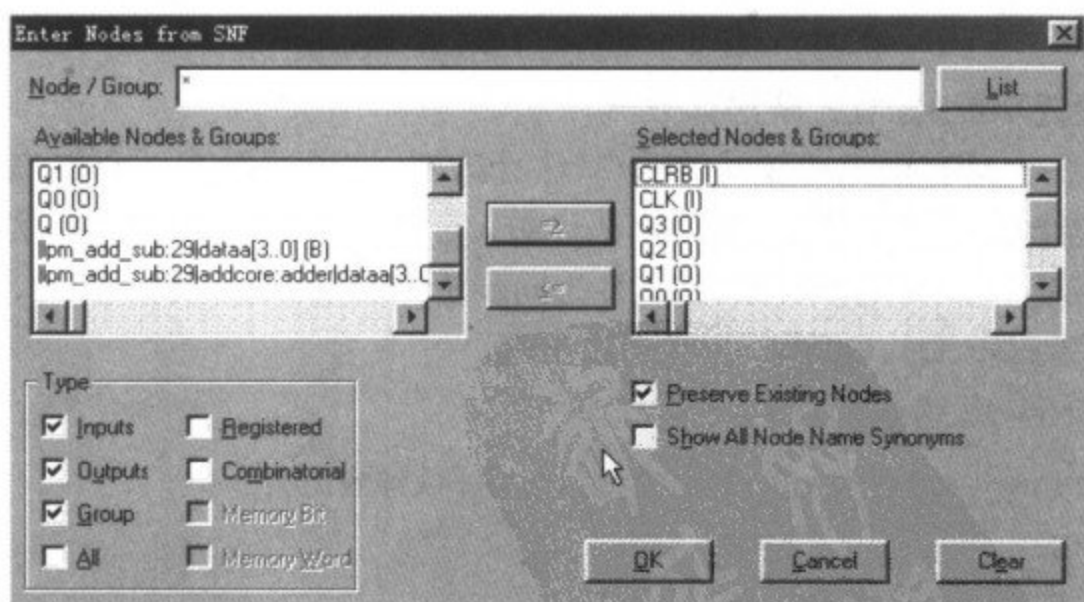 Enter Nodes from SNF
Node / Group: *
List
Available Nodes & Groups:
Q1 (O)
Q0 (O)
Q (O)
|lpm_add_sub:29|dataa[3..0] (B)
|lpm_add_sub:29|addcore:adder|dataa[3..0
=>
<=
Selected Nodes & Groups:
CLRB (I)
CLK (I)
Q3 (O)
Q2 (O)
Q1 (O)
Q0 (O)
Type
Inputs
Registered
Outputs
Combinatorial
Group
Memory Bit
All
Memory Word
Preserve Existing Nodes
Show All Node Name Synonyms
OK
Cancel
Clear